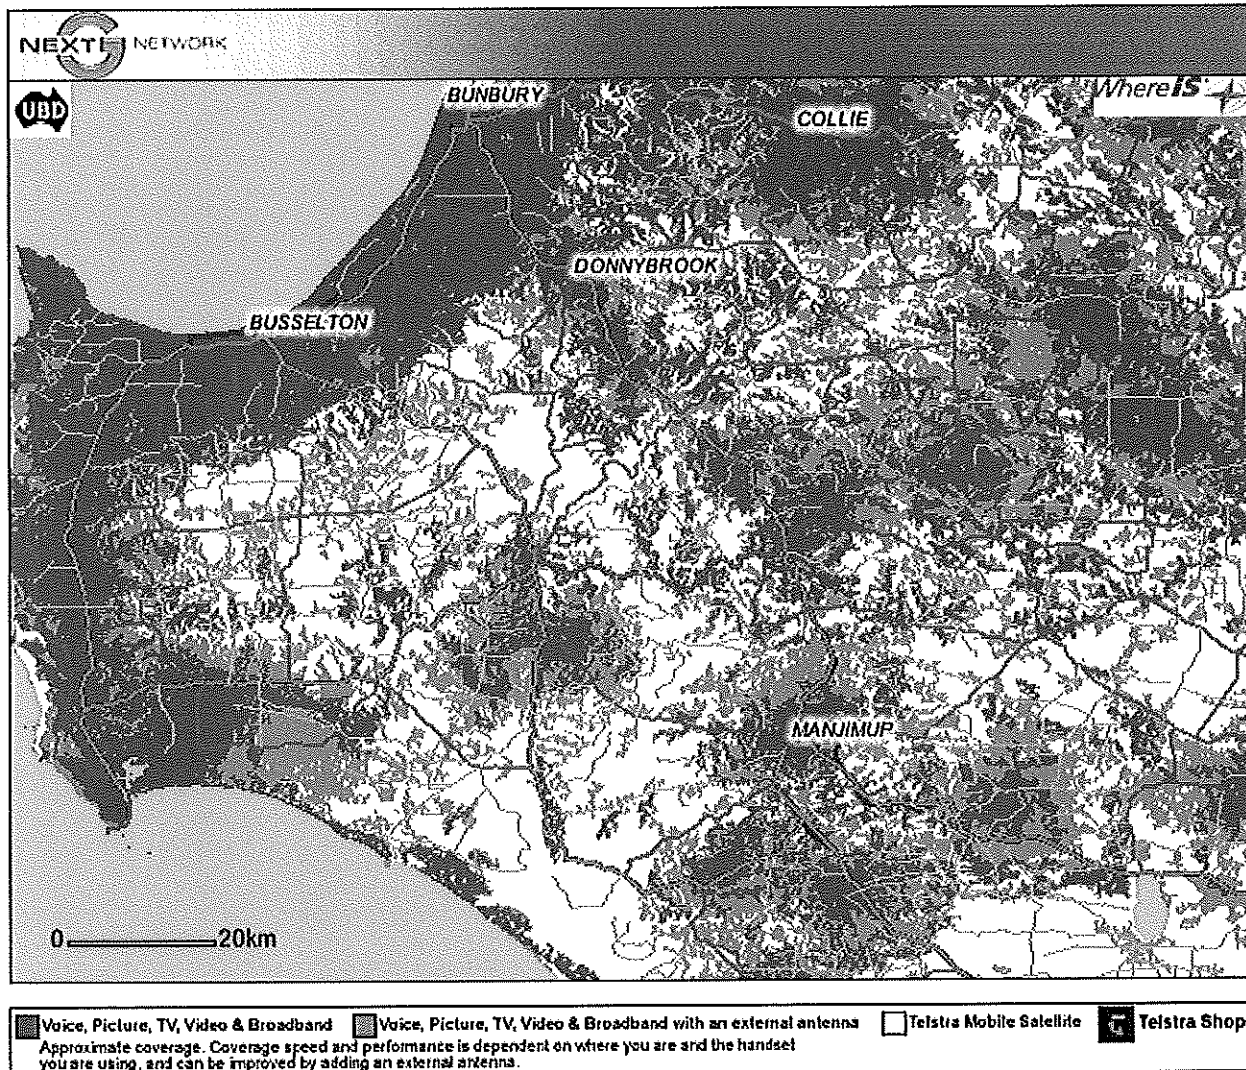 NEXT G NETWORK
UBD
Whereis
BUNBURY
COLLIE
DONNYBROOK
BUSSELTON
MANJIMUP
0 20km
Voice, Picture, TV, Video & Broadband
Voice, Picture, TV, Video & Broadband with an external antenna
Telstra Mobile Satellite
Telstra Shop
Approximate coverage. Coverage speed and performance is dependent on where you are and the handset
you are using, and can be improved by adding an external antenna.